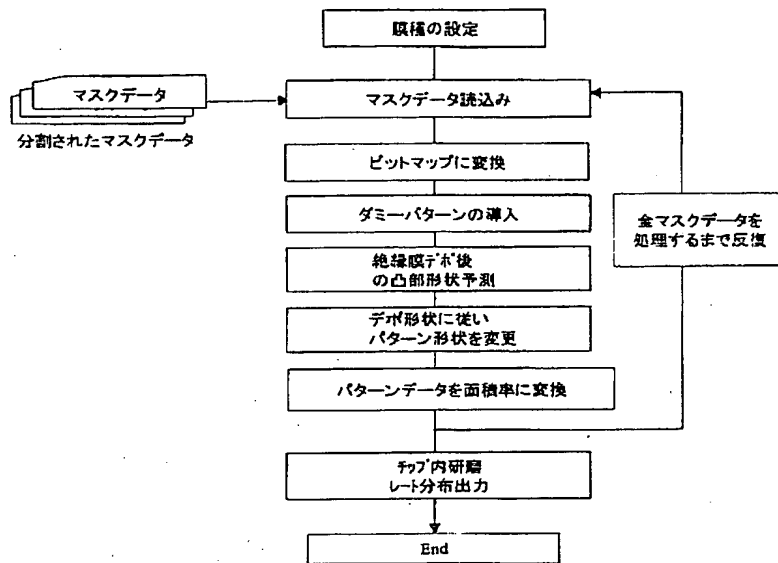 膜種の設定
マスクデータ
分割されたマスクデータ
マスクデータ読込み
ビットマップに変換
ダミーパターンの導入
絶縁膜デポ後
の凸部形状予測
デポ形状に従い
パターン形状を変更
パターンデータを面積率に変換
全マスクデータを
処理するまで反復
チップ内研磨
レート分布出力
End